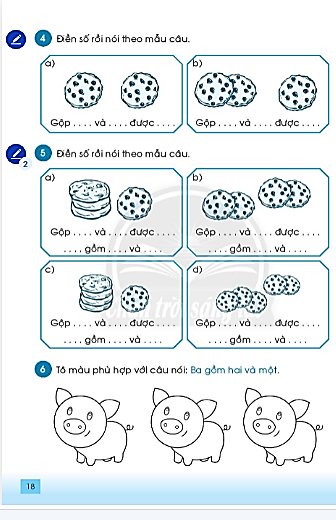 4 Điền số rồi nói theo mẫu câu.
a)
Gộp . . . . và . . . . được . . . .
b)
Gộp . . . . và . . . . được . . . .
2
5 Điền số rồi nói theo mẫu câu.
a)
Gộp . . . . và . . . . được . . . .
. . . . gồm . . . . và . . . .
b)
Gộp . . . . và . . . . được . . . .
. . . . gồm . . . . và . . . .
c)
Gộp . . . . và . . . . được . . . .
. . . . gồm . . . . và . . . .
d)
Gộp . . . . và . . . . được . . . .
. . . . gồm . . . . và . . . .
6 Tô màu phù hợp với câu nói: Ba gồm hai và một.
18